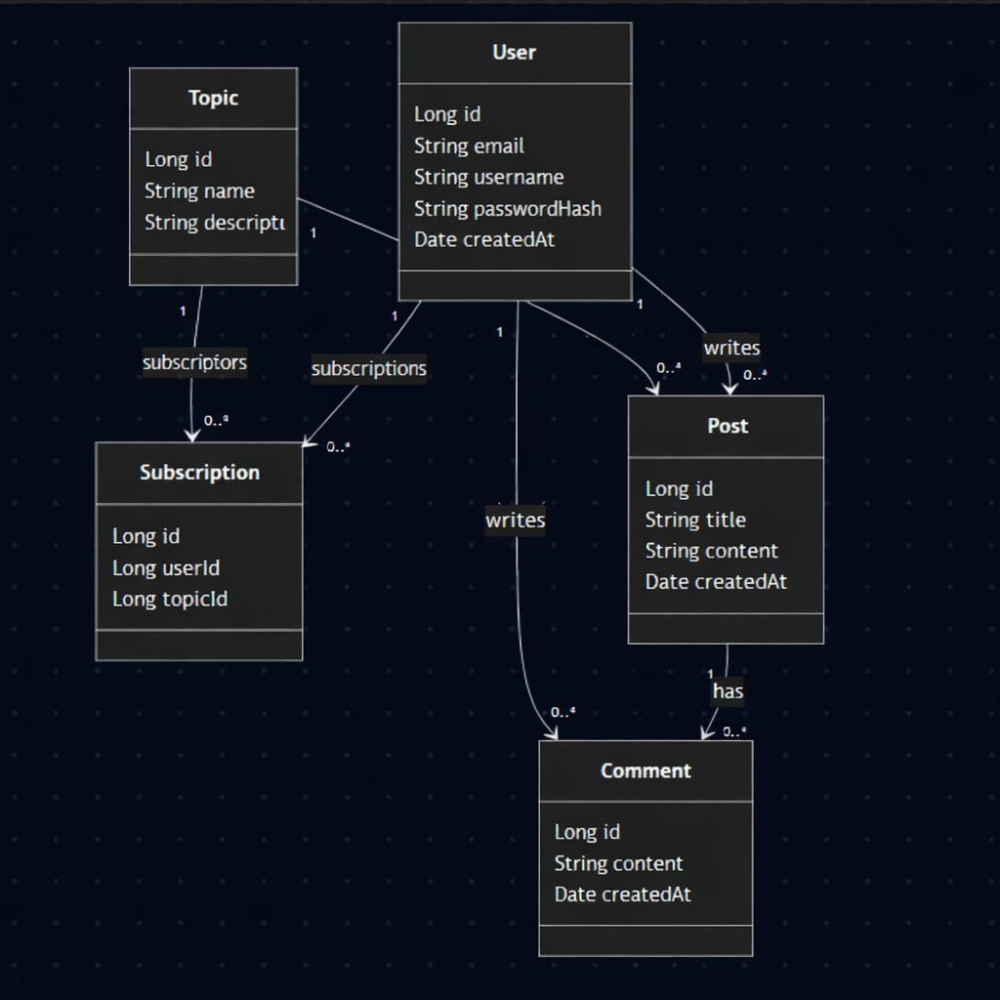 User
Long id
String email
String username
String passwordHash
Date createdAt
Topic
Long id
String name
String
1
1
subscriptors
1
subscriptions
1
1
writes
writes
Subscription
Long id
Long userId
Long topicId
Post
Long id
String title
String content
Date createdAt
1
has
Comment
Long id
String content
Date createdAt